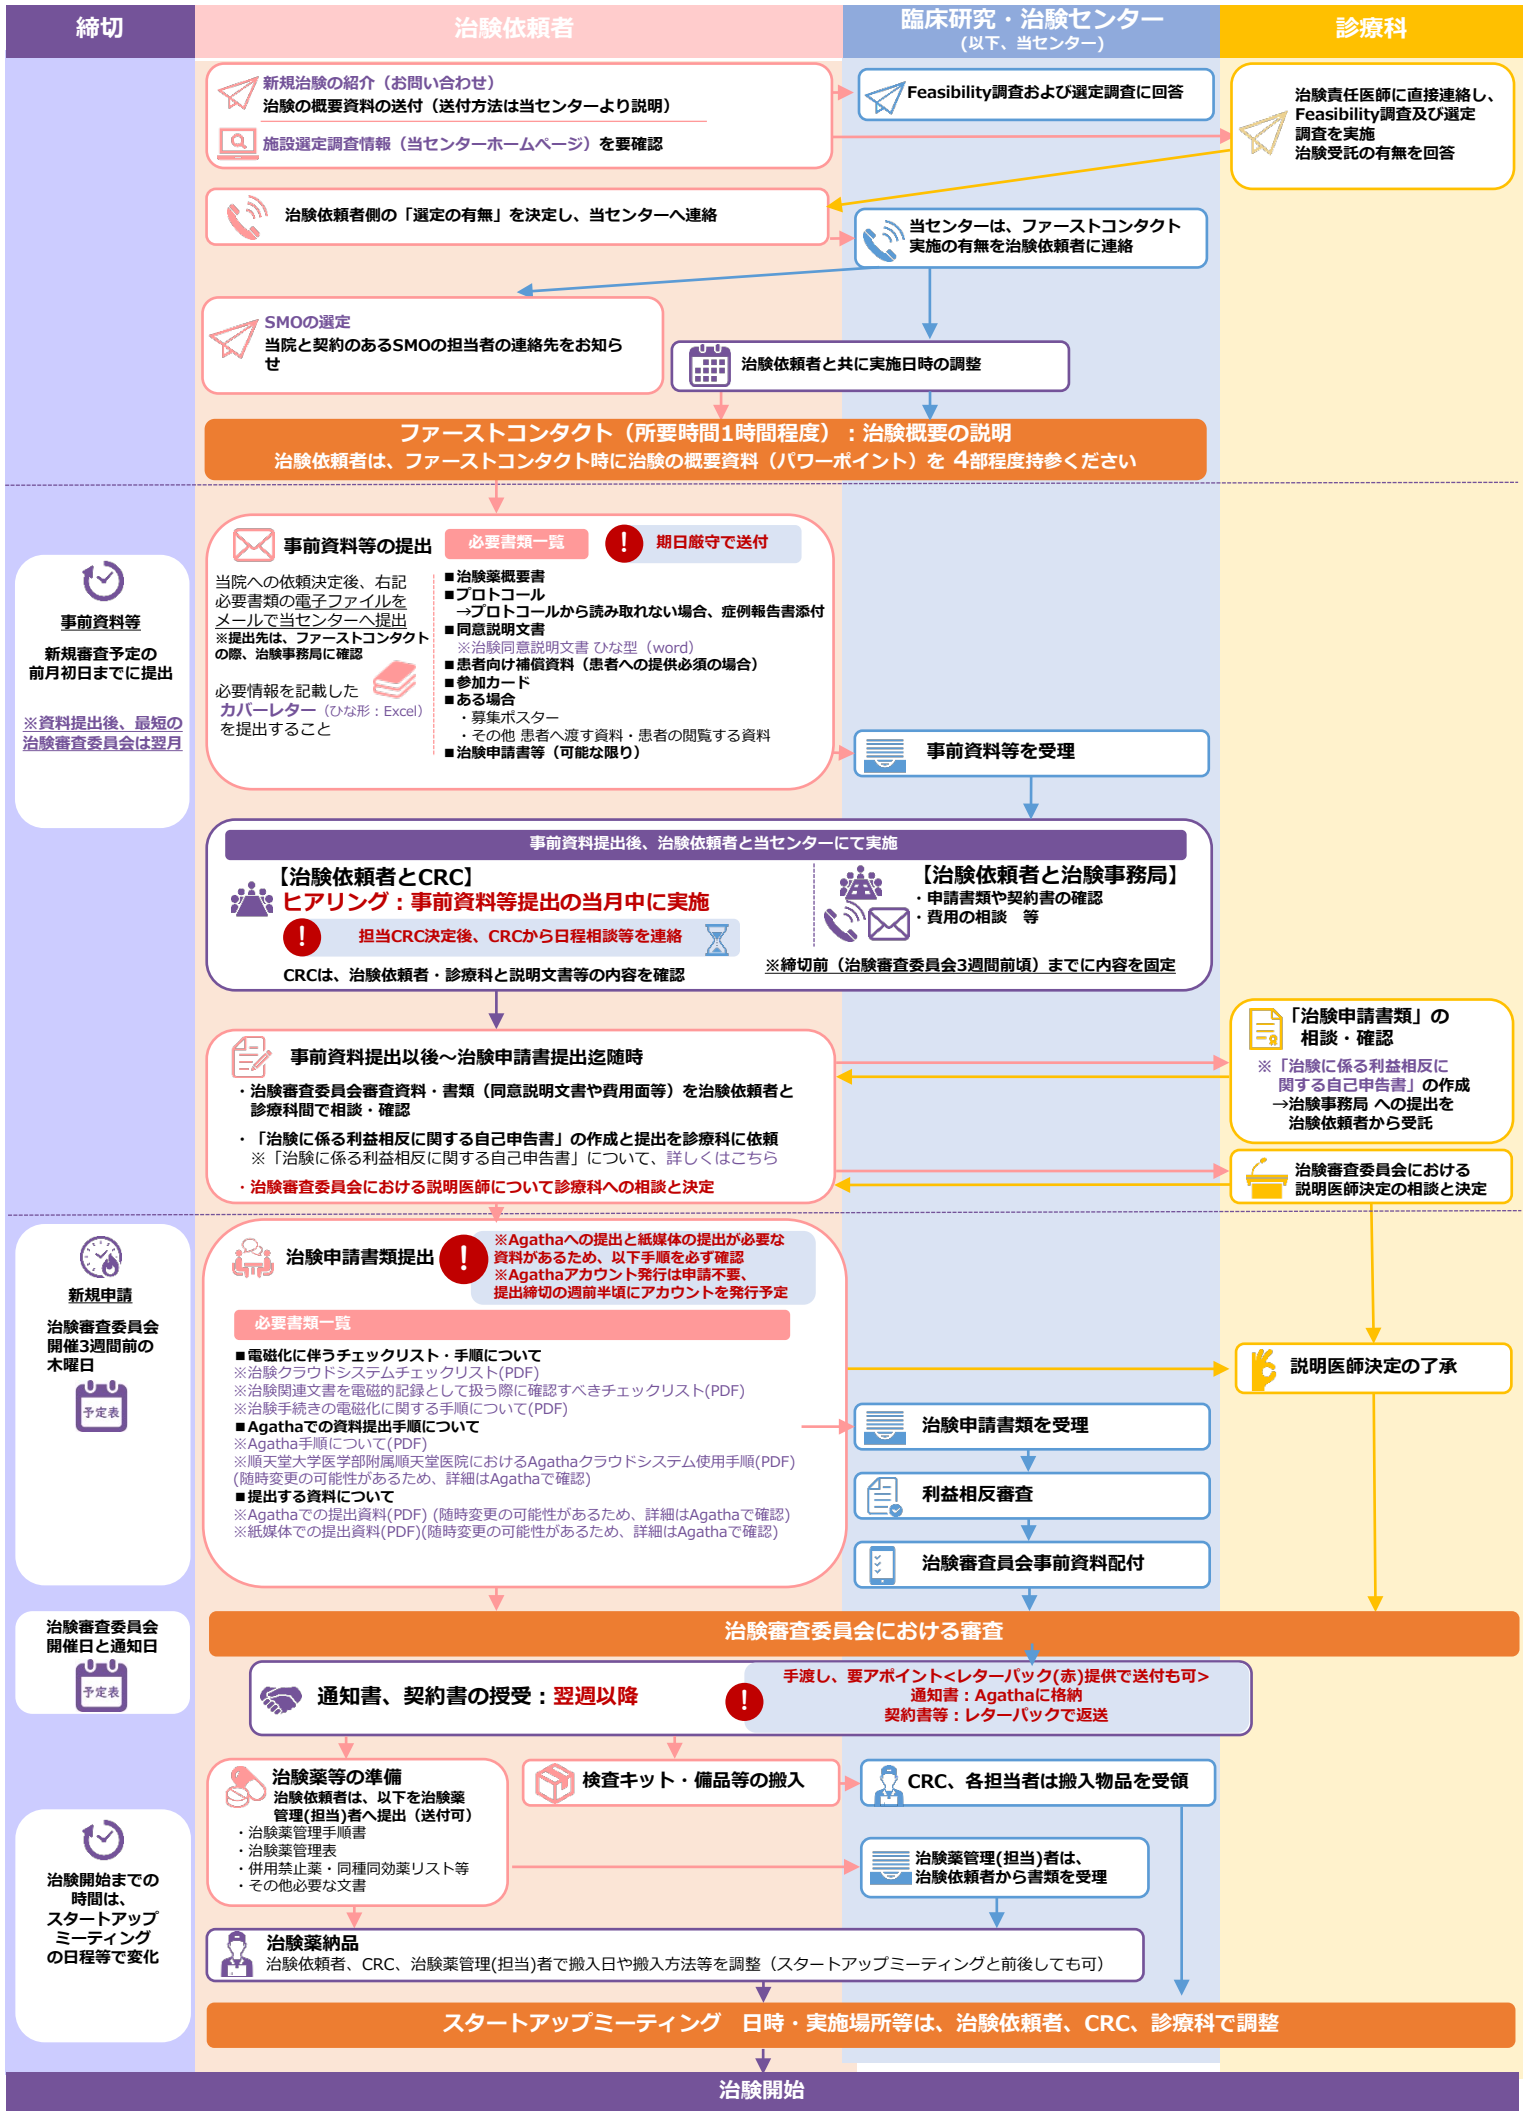 締切
治験依頼者
臨床研究・治験センター
(以下、当センター)
診療科
新規治験の紹介（お問い合わせ）
治験の概要資料の送付（送付方法は当センターより説明）
施設選定調査情報（当センターホームページ）を要確認
Feasibility調査および選定調査に回答
治験責任医師に直接連絡し、
Feasibility調査及び選定
調査を実施
治験受託の有無を回答
治験依頼者側の「選定の有無」を決定し、当センターへ連絡
当センターは、ファーストコンタクト
実施の有無を治験依頼者に連絡
SMOの選定
当院と契約のあるSMOの担当者の連絡先をお知ら
せ
治験依頼者と共に実施日時の調整
ファーストコンタクト（所要時間1時間程度）：治験概要の説明
治験依頼者は、ファーストコンタクト時に治験の概要資料（パワーポイント）を 4部程度持参ください
事前資料等
新規審査予定の
前月初日までに提出
※資料提出後、最短の
治験審査委員会は翌月
事前資料等の提出
当院への依頼決定後、右記
必要書類の電子ファイルを
メールで当センターへ提出
※提出先は、ファーストコンタクト
の際、治験事務局に確認
必要情報を記載した
カバーレター（ひな形：Excel）
を提出すること
必要書類一覧
!
期日厳守で送付
■治験薬概要書
■プロトコール
→プロトコールから読み取れない場合、症例報告書添付
■同意説明文書
※治験同意説明文書 ひな型（word）
■患者向け補償資料（患者への提供必須の場合）
■参加カード
■ある場合
・募集ポスター
・その他 患者へ渡す資料・患者の閲覧する資料
■治験申請書等（可能な限り）
事前資料等を受理
事前資料提出後、治験依頼者と当センターにて実施
【治験依頼者とCRC】
ヒアリング：事前資料等提出の当月中に実施
!
担当CRC決定後、CRCから日程相談等を連絡
CRCは、治験依頼者・診療科と説明文書等の内容を確認
【治験依頼者と治験事務局】
・申請書類や契約書の確認
・費用の相談　等
※締切前（治験審査委員会3週間前頃）までに内容を固定
事前資料提出以後～治験申請書提出迄随時
・治験審査委員会審査資料・書類（同意説明文書や費用面等）を治験依頼者と
診療科間で相談・確認
・「治験に係る利益相反に関する自己申告書」の作成と提出を診療科に依頼
※「治験に係る利益相反に関する自己申告書」について、詳しくはこちら
・治験審査委員会における説明医師について診療科への相談と決定
「治験申請書類」の
相談・確認
※「治験に係る利益相反に
関する自己申告書」の作成
→治験事務局 への提出を
治験依頼者から受託
治験審査委員会における
説明医師決定の相談と決定
新規申請
治験審査委員会
開催3週間前の
木曜日
予定表
治験申請書類提出
!
※Agathaへの提出と紙媒体の提出が必要な
資料があるため、以下手順を必ず確認
※Agathaアカウント発行は申請不要、
提出締切の週前半頃にアカウントを発行予定
必要書類一覧
■電磁化に伴うチェックリスト・手順について
※治験クラウドシステムチェックリスト(PDF)
※治験関連文書を電磁的記録として扱う際に確認すべきチェックリスト(PDF)
※治験手続きの電磁化に関する手順について(PDF)
■Agathaでの資料提出手順について
※Agatha手順について(PDF)
※順天堂大学医学部附属順天堂医院におけるAgathaクラウドシステム使用手順(PDF)
(随時変更の可能性があるため、詳細はAgathaで確認)
■提出する資料について
※Agathaでの提出資料(PDF) (随時変更の可能性があるため、詳細はAgathaで確認)
※紙媒体での提出資料(PDF)(随時変更の可能性があるため、詳細はAgathaで確認)
説明医師決定の了承
治験申請書類を受理
利益相反審査
治験審査員会事前資料配付
治験審査委員会
開催日と通知日
予定表
治験審査委員会における審査
通知書、契約書の授受：翌週以降
!
手渡し、要アポイント<レターパック(赤)提供で送付も可>
通知書：Agathaに格納
契約書等：レターパックで返送
治験薬等の準備
治験依頼者は、以下を治験薬
管理(担当)者へ提出（送付可）
・治験薬管理手順書
・治験薬管理表
・併用禁止薬・同種同効薬リスト等
・その他必要な文書
検査キット・備品等の搬入
CRC、各担当者は搬入物品を受領
治験薬管理(担当)者は、
治験依頼者から書類を受理
治験開始までの
時間は、
スタートアップ
ミーティング
の日程等で変化
治験薬納品
治験依頼者、CRC、治験薬管理(担当)者で搬入日や搬入方法等を調整（スタートアップミーティングと前後しても可）
スタートアップミーティング　日時・実施場所等は、治験依頼者、CRC、診療科で調整
治験開始